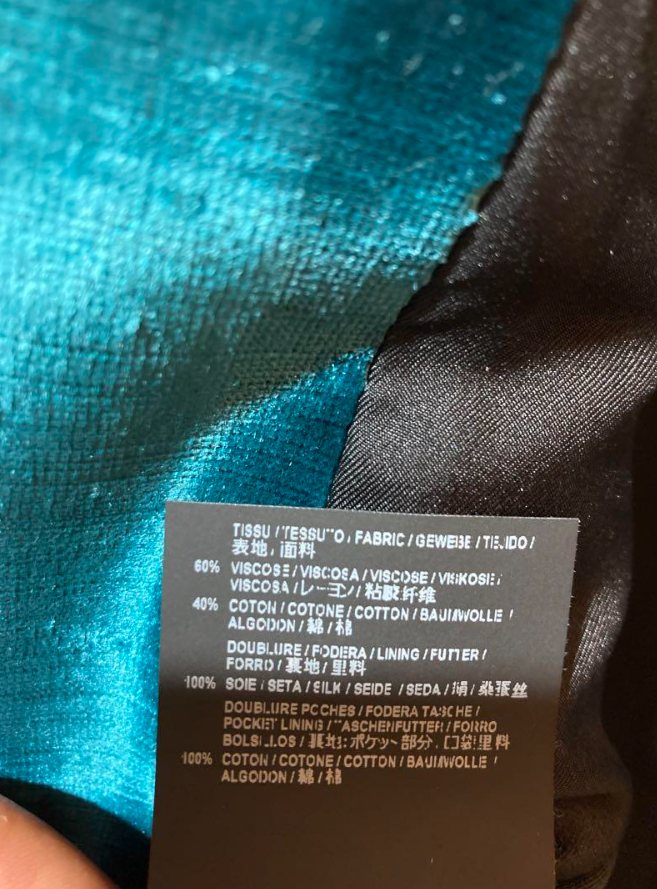 TISSU / TESSUTO / FABRIC / GEWEBE / TEJIDO /
表地 / 面料
60% VISCOSE / VISCOSA / VISCOSE / VISKOSE /
VISCOSA / レーヨン / 粘胶纤维
40% COTON / COTONE / COTTON / BAUMWOLLE /
ALGODON / 綿 / 棉
DOUBLURE / FODERA / LINING / FUTTER /
FORRO / 裏地 / 里料
100% SOIE / SETA / SILK / SEIDE / SEDA / 絹 / 桑蚕丝
DOUBLURE POCHES / FODERA TASCHE /
POCKET LINING / TASCHENFUTTER / FORRO
BOLSILLOS / 裏地: ポケット部分 / 口袋里料
100% COTON / COTONE / COTTON / BAUMWOLLE /
ALGODON / 綿 / 棉